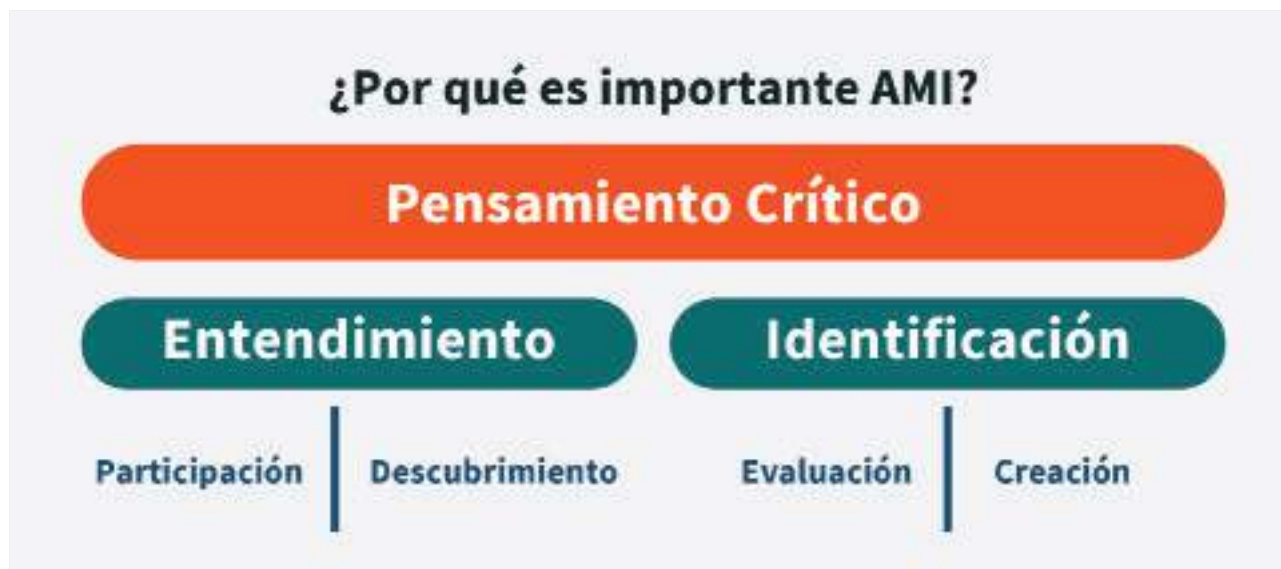 ¿Por qué es importante AMI?
Pensamiento Crítico
Entendimiento Identificación
Participación Descubrimiento Evaluación Creación